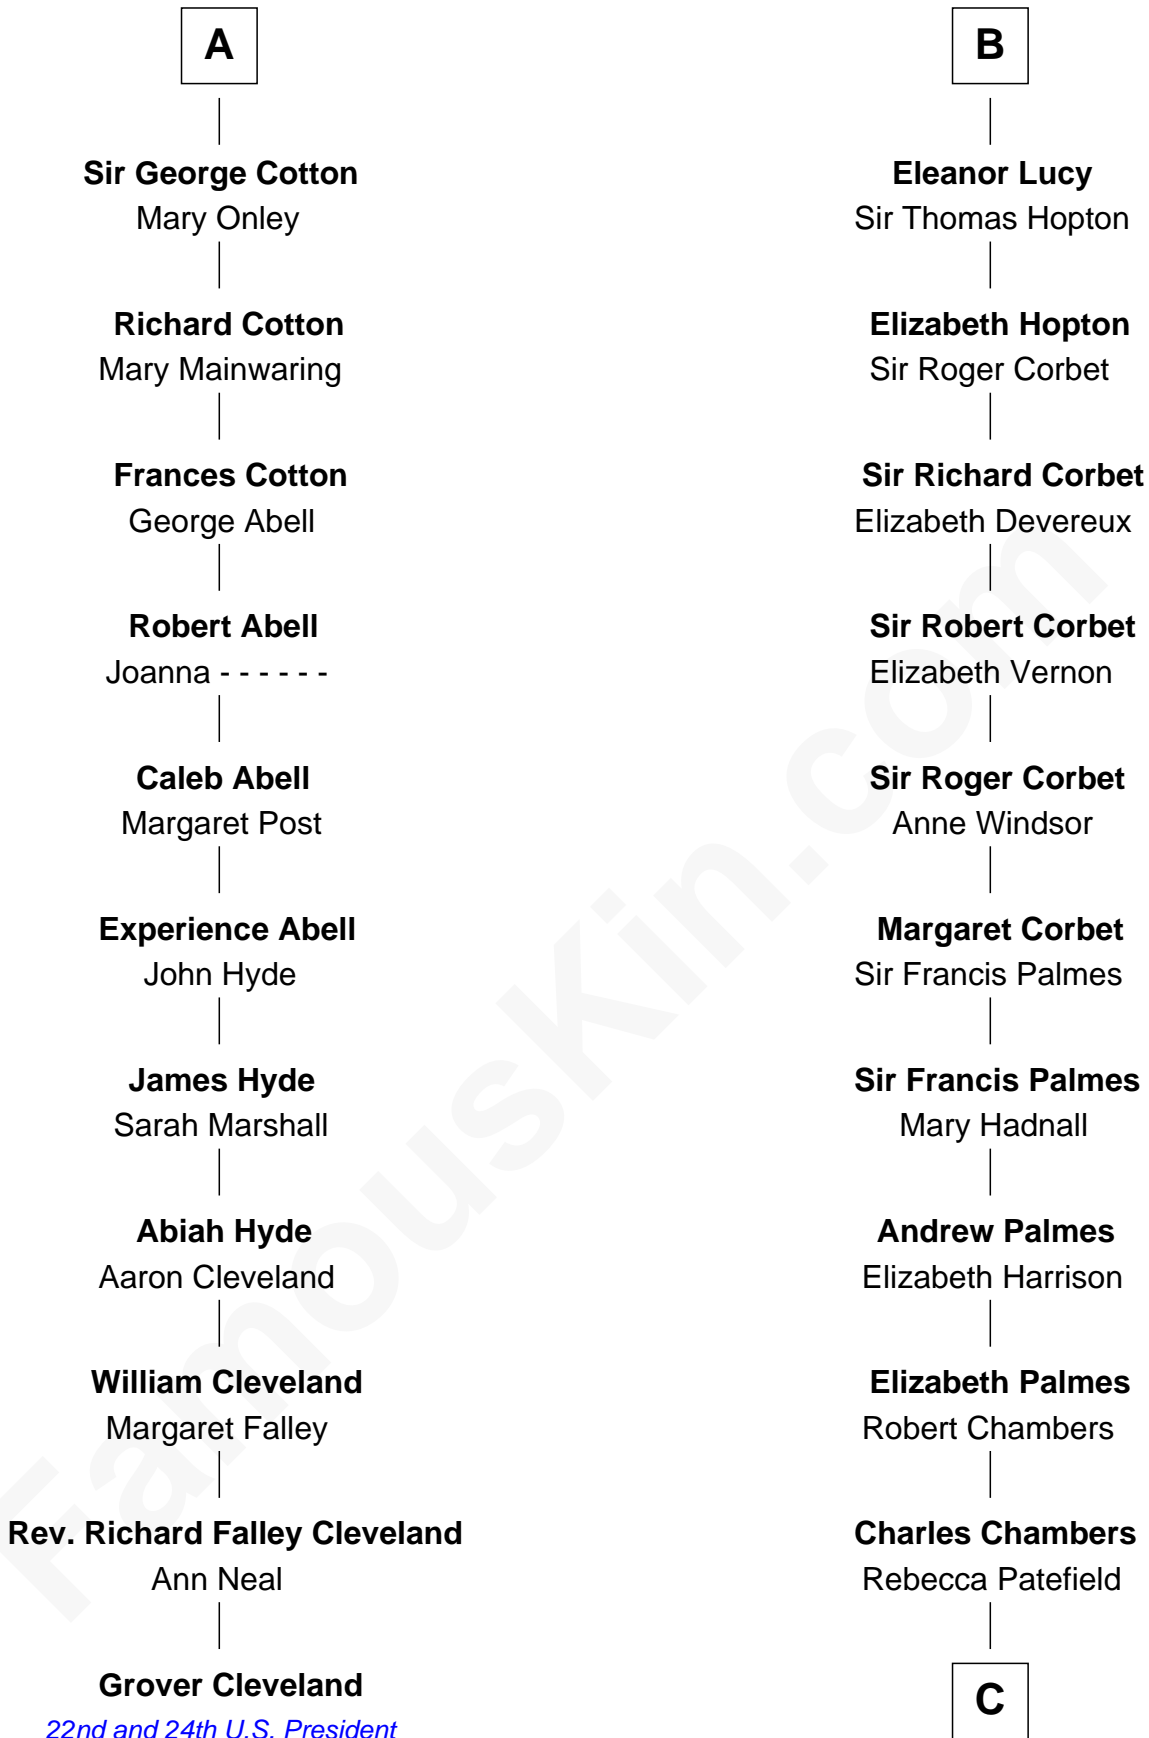 A
Sir George Cotton
Mary Onley
Richard Cotton
Mary Mainwaring
Frances Cotton
George Abell
Robert Abell
Joanna - - - - - -
Caleb Abell
Margaret Post
Experience Abell
John Hyde
James Hyde
Sarah Marshall
Abiah Hyde
Aaron Cleveland
William Cleveland
Margaret Falley
Rev. Richard Falley Cleveland
Ann Neal
Grover Cleveland
22nd and 24th U.S. President
B
Eleanor Lucy
Sir Thomas Hopton
Elizabeth Hopton
Sir Roger Corbet
Sir Richard Corbet
Elizabeth Devereux
Sir Robert Corbet
Elizabeth Vernon
Sir Roger Corbet
Anne Windsor
Margaret Corbet
Sir Francis Palmes
Sir Francis Palmes
Mary Hadnall
Andrew Palmes
Elizabeth Harrison
Elizabeth Palmes
Robert Chambers
Charles Chambers
Rebecca Patefield
C
FamousKin.com